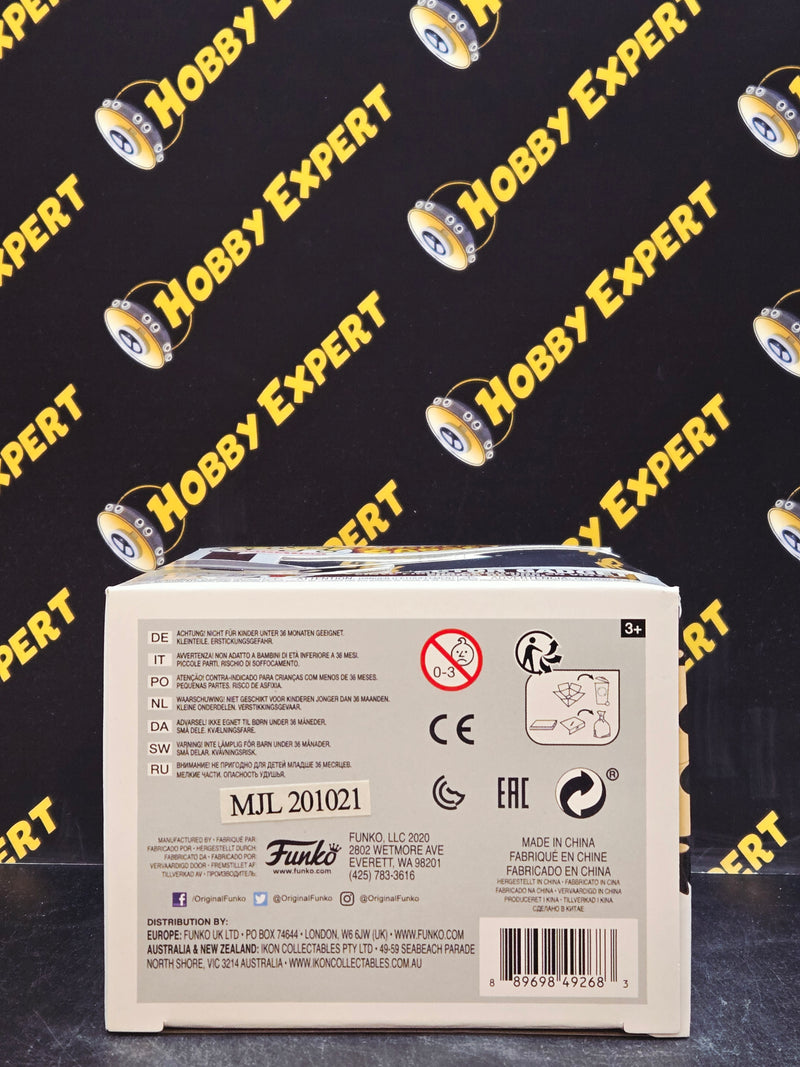 HOBBY EXPERT
HOBBY EXPERT
HOBBY EXPERT
HOBBY EXPERT
HOBBY EXPERT
HOBBY EXPERT
EXPERT
EXPERT
3+
DE ACHTUNG! NICHT FÜR KINDER UNTER 36 MONATEN GEEIGNET.
KLEINTEILE. ERSTICKUNGSGEFAHR.
IT AVVERTENZA! NON ADATTO A BAMBINI DI ETÀ INFERIORE A 36 MESI.
PICCOLE PARTI. RISCHIO DI SOFFOCAMENTO.
PO ATENÇAO! CONTRA-INDICADO PARA CRIANÇAS COM MENOS DE 36 MESES.
PEQUENAS PARTES. RISCO DE ASFIXIA.
NL WAARSCHUWING! NIET GESCHIKT VOOR KINDEREN JONGER DAN 36 MAANDEN.
KLEINE ONDERDELEN. VERSTIKKINGSGEVAAR.
DA ADVARSEL! IKKE EGNET TIL BØRN UNDER 36 MÅNEDER.
SMÅ DELE. KVÆLNINGSFARE.
SW VARNING! INTE LÄMPLIG FÖR BARN UNDER 36 MÅNADER.
SMÅ DELAR. KVÄVNINGSRISK.
RU ВНИМАНИЕ! НЕ ПРИГОДНО ДЛЯ ДЕТЕЙ МЛАДШЕ 36 МЕСЯЦЕВ.
МЕЛКИЕ ЧАСТИ. ОПАСНОСТЬ УДУШЬЯ.
0-3
CE
EAC
®
MJL 201021
MANUFACTURED BY • FABRIQUÉ PAR:
FABRICADO POR • HERGESTELLT DURCH:
FABBRICATO DA • FABRICADO POR
VERVAARDIGD DOOR • FREMSTILLET AF
TILLVERKAD AV • ПРОИЗВОДИТЕЛЬ:
Funko
www.funko.com
FUNKO, LLC 2020
2802 WETMORE AVE
EVERETT, WA 98201
(425) 783-3616
MADE IN CHINA
FABRIQUÉ EN CHINE
FABRICADO EN CHINA
HERGESTELLT IN CHINA • FABBRICATO IN CINA
FABRICADO NA CHINA • VERVAARDIGD IN CHINA
PRODUCERET I KINA • TILLVERKAD I KINA
СДЕЛАНО В КИТАЕ
/OriginalFunko @OriginalFunko @OriginalFunko
DISTRIBUTION BY:
EUROPE: FUNKO UK LTD • PO BOX 74644 • LONDON, W6 6JW (UK) • WWW.FUNKO.COM
AUSTRALIA & NEW ZEALAND: IKON COLLECTABLES PTY LTD • 49-59 SEABEACH PARADE
NORTH SHORE, VIC 3214 AUSTRALIA • WWW.IKONCOLLECTABLES.COM.AU
8 89698 49268 3